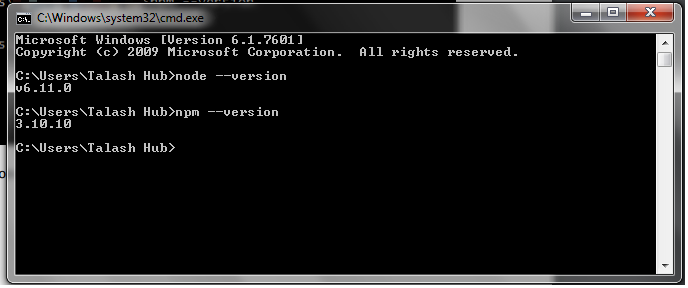 C:\Windows\system32\cmd.exe
Microsoft Windows [Version 6.1.7601]
Copyright (c) 2009 Microsoft Corporation.  All rights reserved.
C:\Users\Talash Hub>node --version
v6.11.0
C:\Users\Talash Hub>npm --version
3.10.10
C:\Users\Talash Hub>